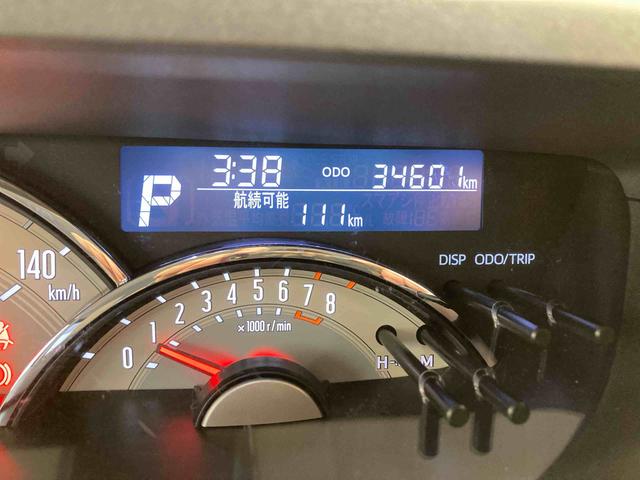 3:38 ODO 34601km
P
航続可能
111km
DISP ODO/TRIP
140
km/h
0 1 2 3 4 5 6 7 8
×1000 r/min
H M